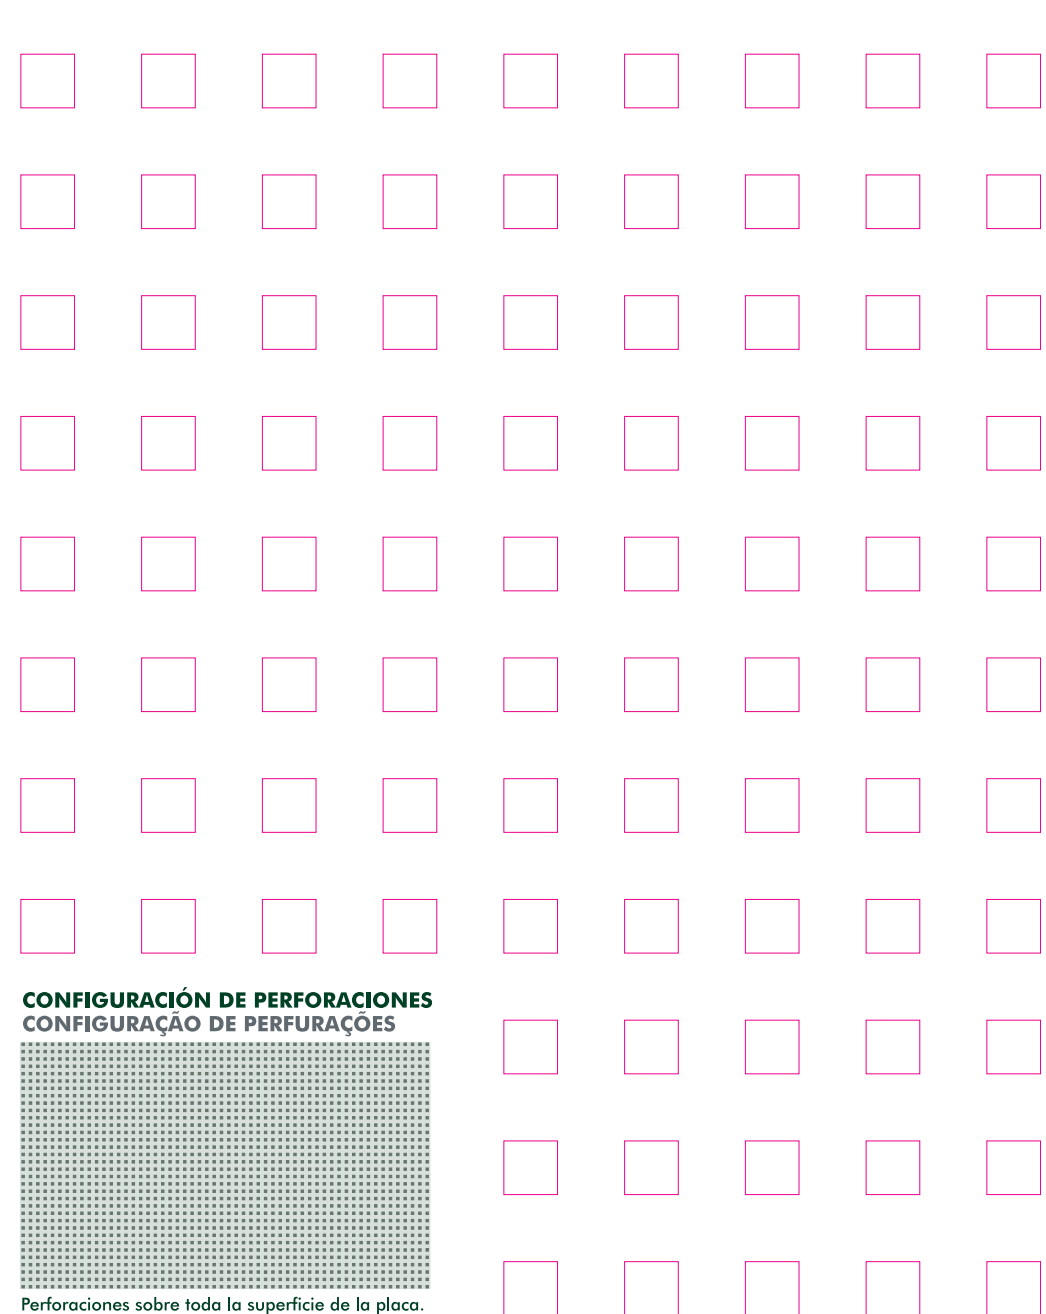 CONFIGURACIÓN DE PERFORACIONES
CONFIGURAÇÃO DE PERFURAÇÕES
Perforaciones sobre toda la superficie de la placa.